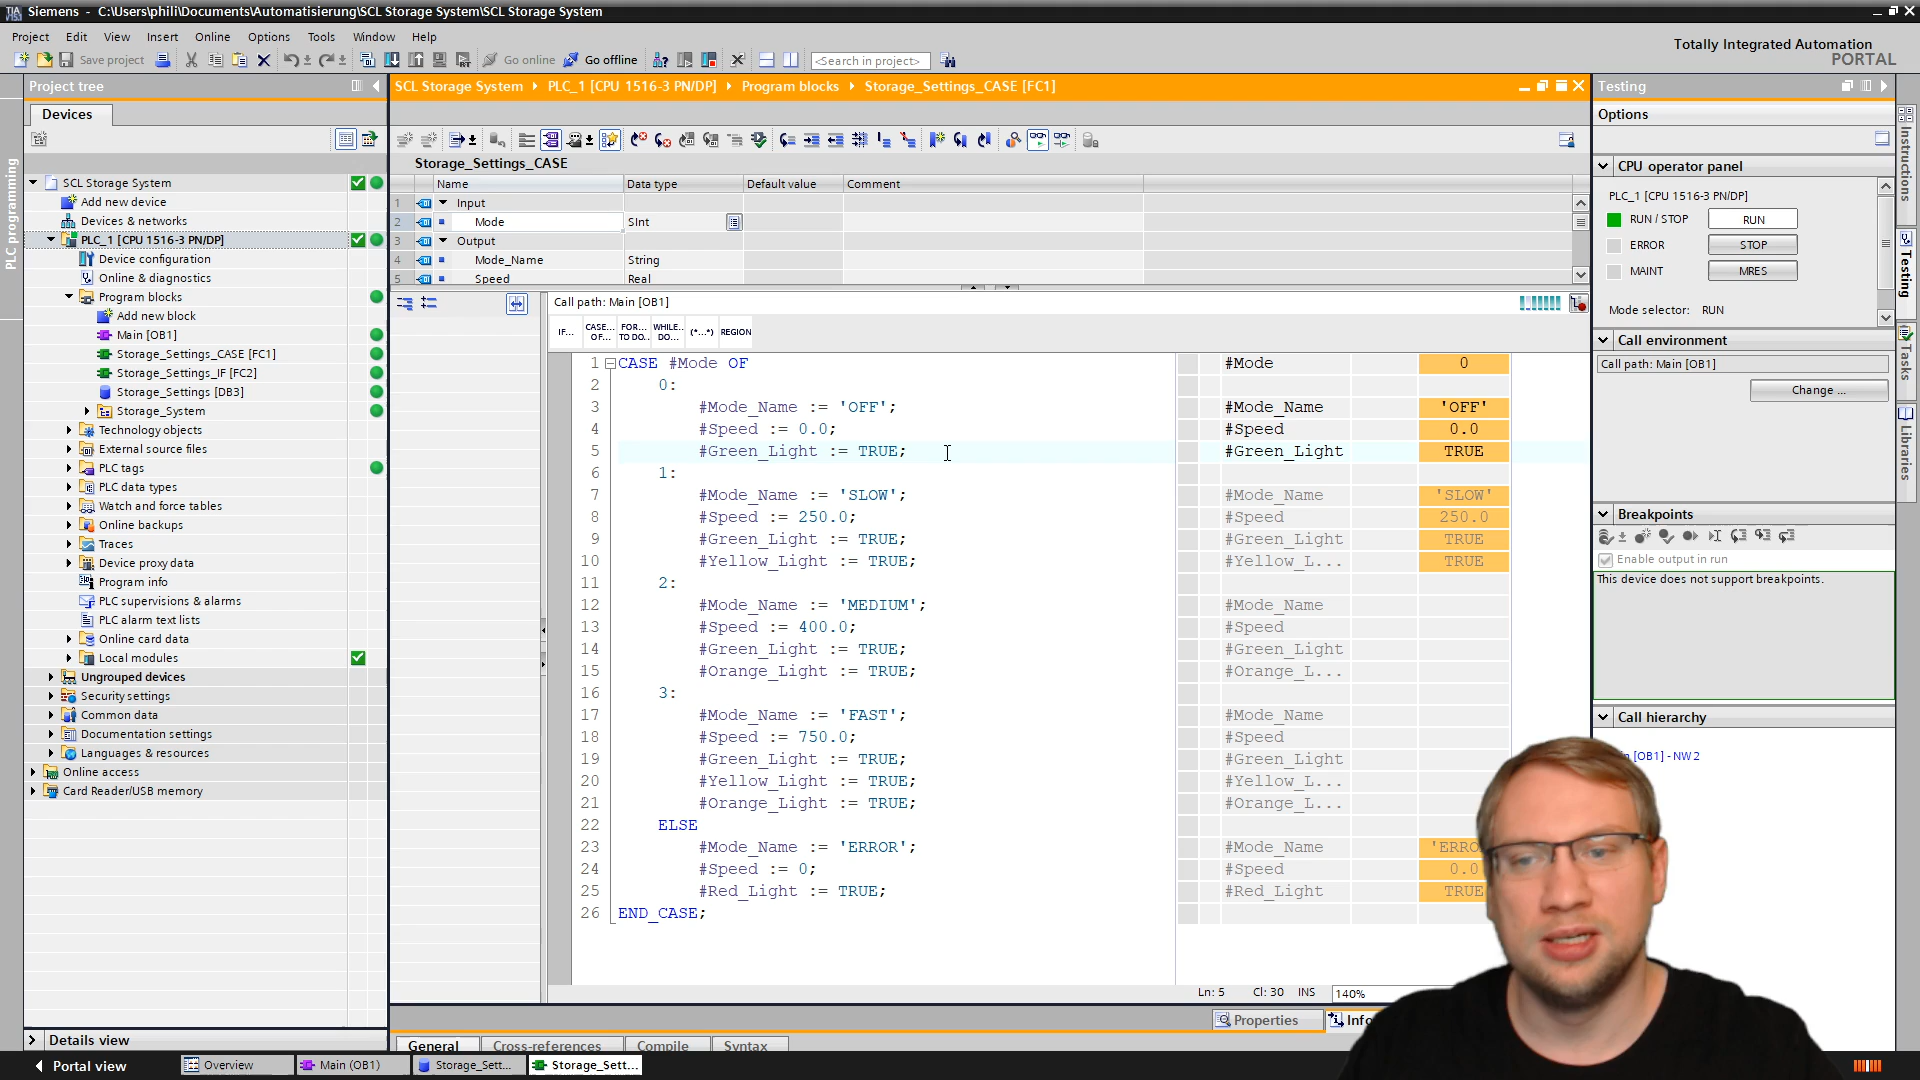 Siemens - C:\Users\phili\Documents\Automatisierung\SCL Storage System\SCL Storage System
Project Edit View Insert Online Options Tools Window Help
Totally Integrated Automation
PORTAL
Save project Go online Go offline <Search in project>
Project tree
SCL Storage System PLC_1 [CPU 1516-3 PN/DP] Program blocks Storage_Settings_CASE [FC1]
Testing
Devices
Options
PLC programming
Storage_Settings_CASE
Name Data type Default value Comment
1 Input
2 Mode SInt
3 Output
4 Mode_Name String
5 Speed Real
SCL Storage System
Add new device
Devices & networks
PLC_1 [CPU 1516-3 PN/DP]
Device configuration
Online & diagnostics
Program blocks
Add new block
Main [OB1]
Storage_Settings_CASE [FC1]
Storage_Settings_IF [FC2]
Storage_Settings [DB3]
Storage_System
Technology objects
External source files
PLC tags
PLC data types
Watch and force tables
Online backups
Traces
Device proxy data
Program info
PLC supervisions & alarms
PLC alarm text lists
Online card data
Local modules
Ungrouped devices
Security settings
Common data
Documentation settings
Languages & resources
Online access
Card Reader/USB memory
Details view
Call path: Main [OB1]
IF... CASE... OF... FOR... TO DO.. WHILE.. DO... (*...*) REGION
1 CASE #Mode OF #Mode 0
2 0:
3 #Mode_Name := 'OFF'; #Mode_Name 'OFF'
4 #Speed := 0.0; #Speed 0.0
5 #Green_Light := TRUE; #Green_Light TRUE
6 1:
7 #Mode_Name := 'SLOW'; #Mode_Name 'SLOW'
8 #Speed := 250.0; #Speed 250.0
9 #Green_Light := TRUE; #Green_Light TRUE
10 #Yellow_Light := TRUE; #Yellow_L... TRUE
11 2:
12 #Mode_Name := 'MEDIUM'; #Mode_Name
13 #Speed := 400.0; #Speed
14 #Green_Light := TRUE; #Green_Light
15 #Orange_Light := TRUE; #Orange_L...
16 3:
17 #Mode_Name := 'FAST'; #Mode_Name
18 #Speed := 750.0; #Speed
19 #Green_Light := TRUE; #Green_Light
20 #Yellow_Light := TRUE; #Yellow_L...
21 #Orange_Light := TRUE; #Orange_L...
22 ELSE
23 #Mode_Name := 'ERROR'; #Mode_Name 'ERRO
24 #Speed := 0; #Speed 0.0
25 #Red_Light := TRUE; #Red_Light TRUE
26 END_CASE;
Ln: 5 Cl: 30 INS 140%
Properties Info
General Cross-references Compile Syntax
CPU operator panel
PLC_1 [CPU 1516-3 PN/DP]
RUN / STOP RUN
ERROR STOP
MAINT MRES
Mode selector: RUN
Call environment
Call path: Main [OB1]
Change ...
Breakpoints
Enable output in run
This device does not support breakpoints.
Call hierarchy
[OB1] - NW2
Instructions
Testing
Tasks
Libraries
Portal view Overview Main (OB1) Storage_Sett... Storage_Sett...